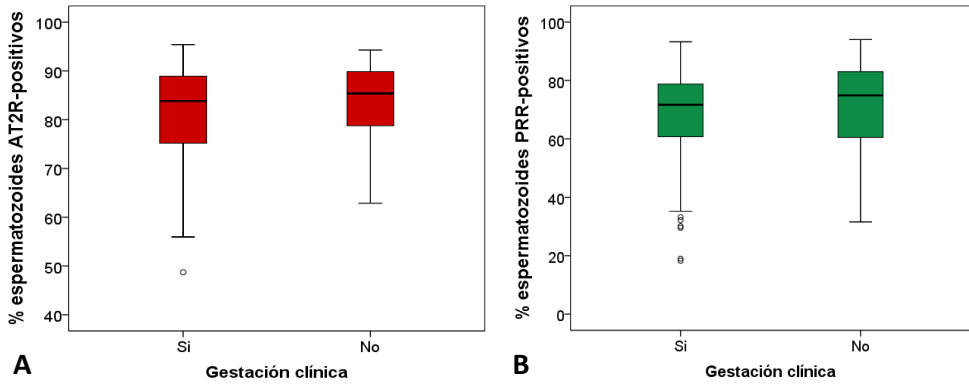 % espermatozoides AT2R-positivos
100
90
80
70
60
50
40
Si
No
Gestación clínica
A
% espermatozoides PRR-positivos
100
80
60
40
20
0
Si
No
Gestación clínica
B